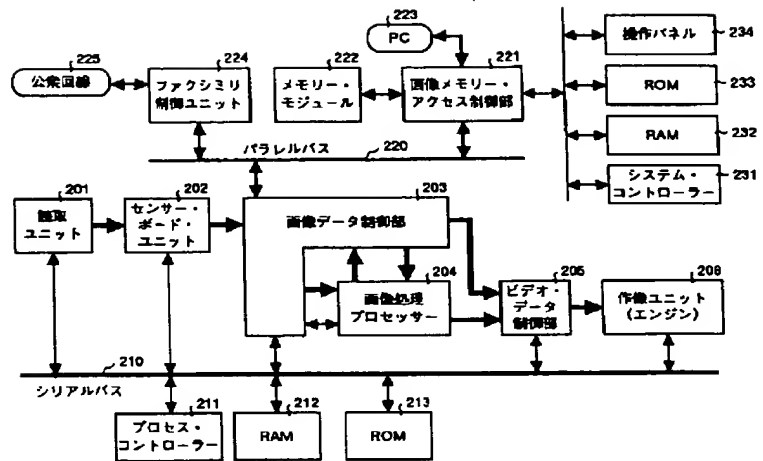 223
PC
225
公衆回線
224
ファクシミリ
制御ユニット
222
メモリー・
モジュール
221
画像メモリー・
アクセス制御部
操作パネル
234
ROM
233
RAM
232
システム・
コントローラー
231
パラレルバス
220
201
読取
ユニット
202
センサー・
ボード・
ユニット
203
画像データ制御部
204
画像処理
プロセッサー
205
ビデオ・
データ
制御部
208
作像ユニット
(エンジン)
210
シリアルバス
211
プロセス・
コントローラー
212
RAM
213
ROM